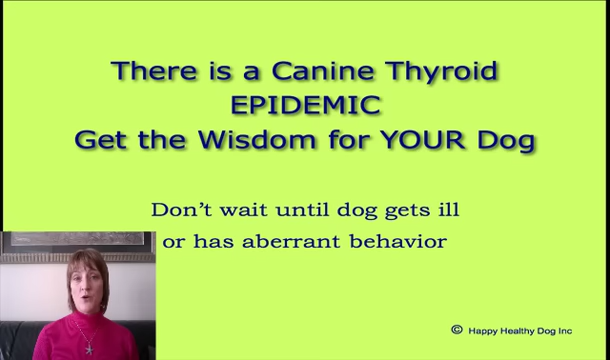 There is a Canine Thyroid
EPIDEMIC
Get the Wisdom for YOUR Dog
Don't wait until dog gets ill
or has aberrant behavior
© Happy Healthy Dog Inc